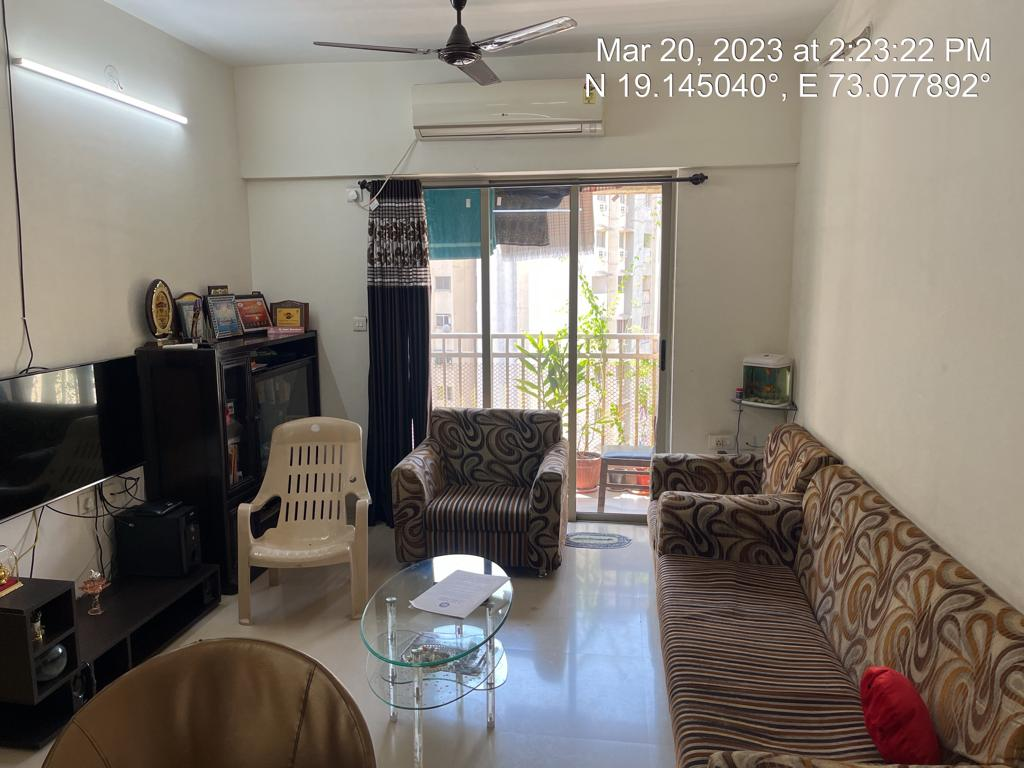 Mar 20, 2023 at 2:23:22 PM
N 19.145040°, E 73.077892°